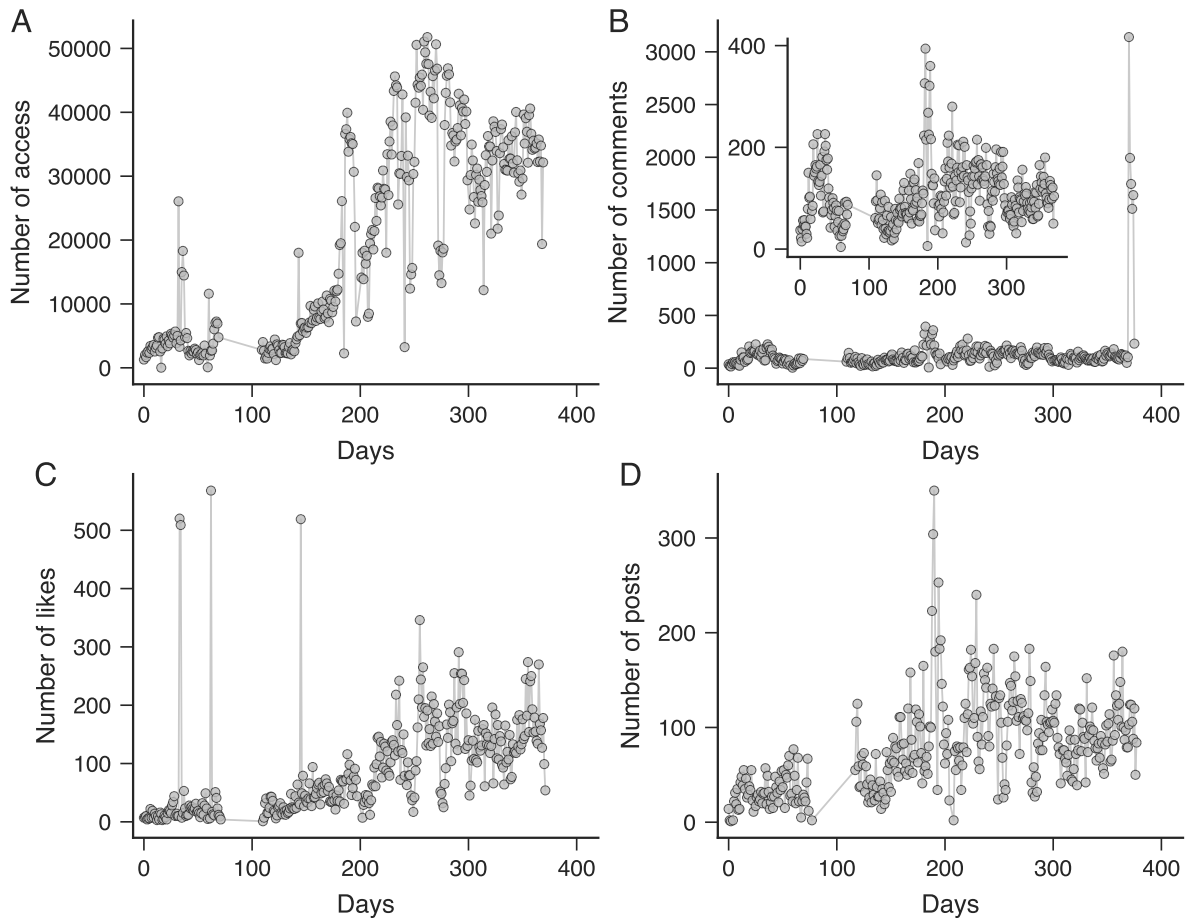 A
50000
40000
30000
20000
10000
0
Number of access
0 100 200 300 400
Days
B
3000
2500
2000
1500
1000
500
0
Number of comments
400
200
0
0 100 200 300
0 100 200 300 400
Days
C
500
400
300
200
100
0
Number of likes
0 100 200 300 400
Days
D
300
200
100
0
Number of posts
0 100 200 300 400
Days